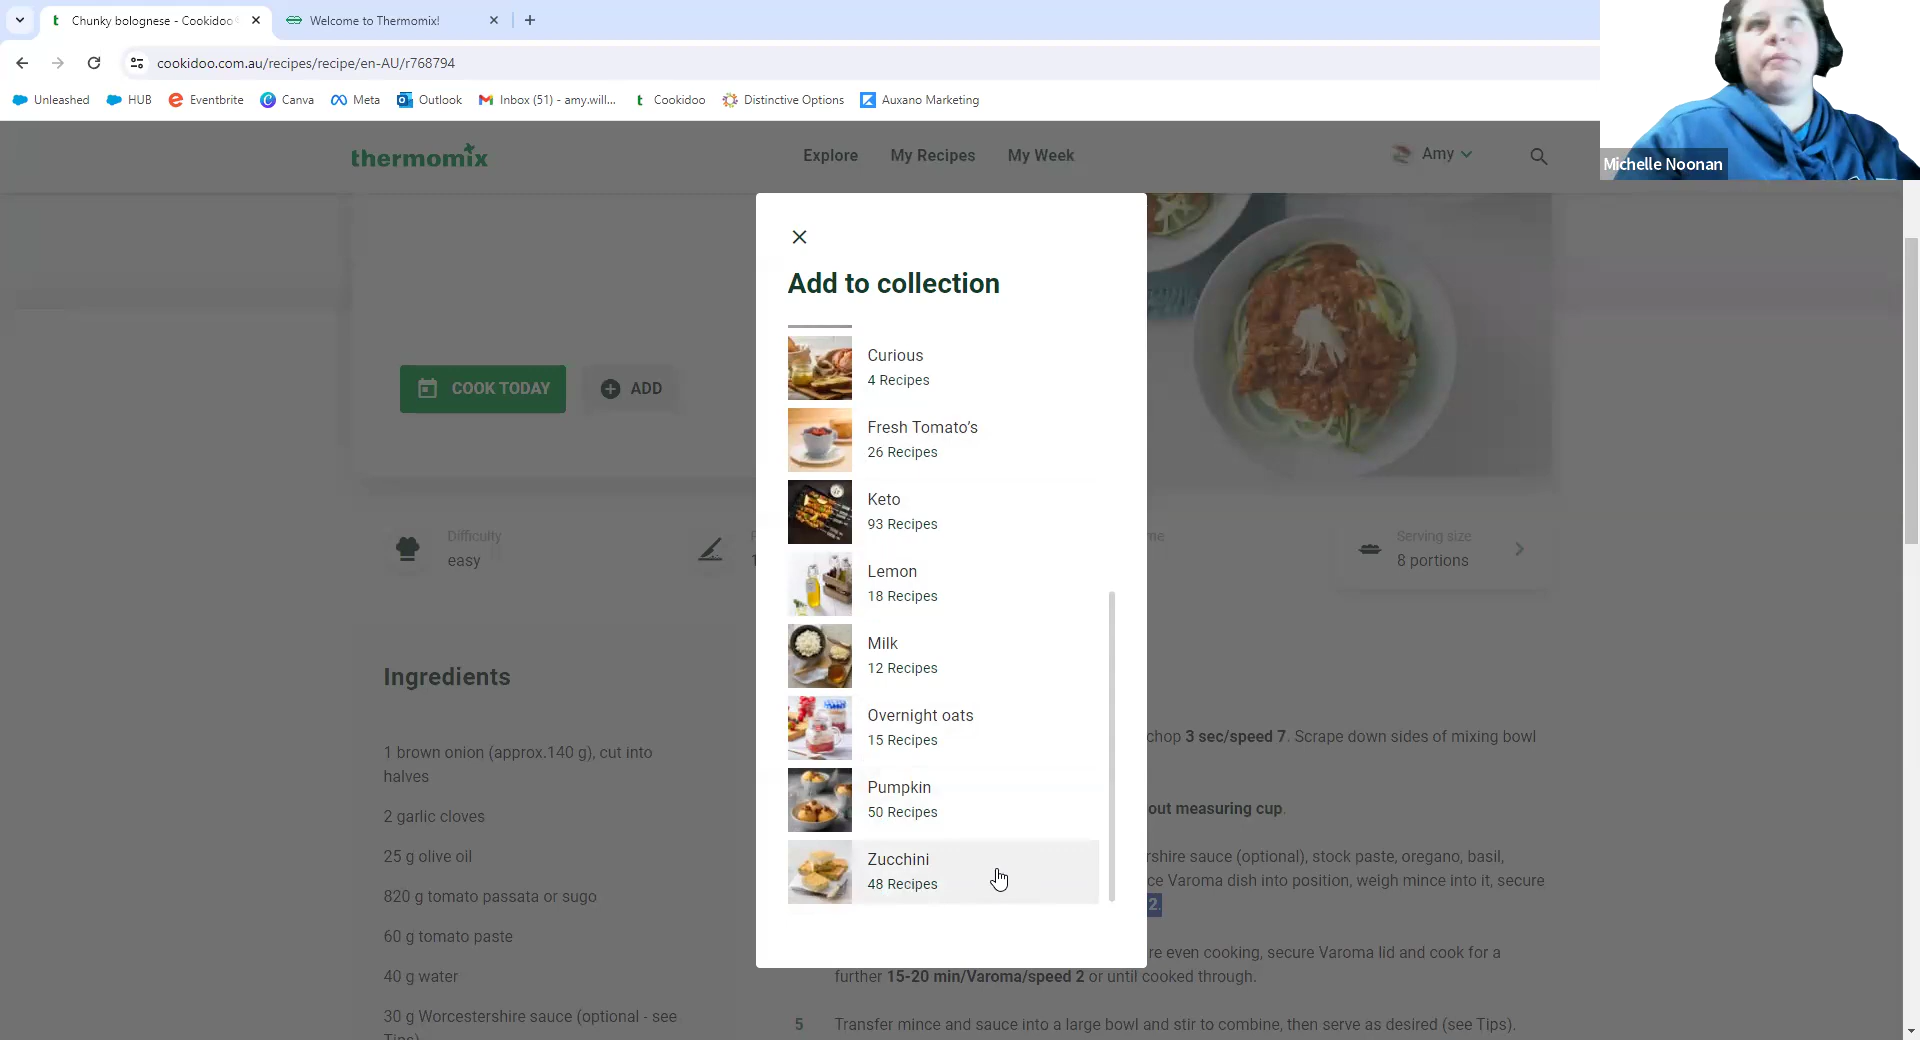 Chunky bolognese - Cookidoo
Welcome to Thermomix!
cookidoo.com.au/recipes/recipe/en-AU/r768794
Unleashed
HUB
Eventbrite
Canva
Meta
Outlook
Inbox (51) - amy.will...
Cookidoo
Distinctive Options
Auxano Marketing
Michelle Noonan
thermomix
Explore
My Recipes
My Week
Amy
Add to collection
Curious
4 Recipes
Fresh Tomato’s
26 Recipes
Keto
93 Recipes
Lemon
18 Recipes
Milk
12 Recipes
Overnight oats
15 Recipes
Pumpkin
50 Recipes
Zucchini
48 Recipes
COOK TODAY
ADD
Difficulty
easy
me
Serving size
8 portions
Ingredients
1 brown onion (approx.140 g), cut into
halves
2 garlic cloves
25 g olive oil
820 g tomato passata or sugo
60 g tomato paste
40 g water
30 g Worcestershire sauce (optional - see
Tips)
chop 3 sec/speed 7. Scrape down sides of mixing bowl
out measuring cup.
rshire sauce (optional), stock paste, oregano, basil,
ce Varoma dish into position, weigh mince into it, secure
2.
re even cooking, secure Varoma lid and cook for a
further 15-20 min/Varoma/speed 2 or until cooked through.
5 Transfer mince and sauce into a large bowl and stir to combine, then serve as desired (see Tips).